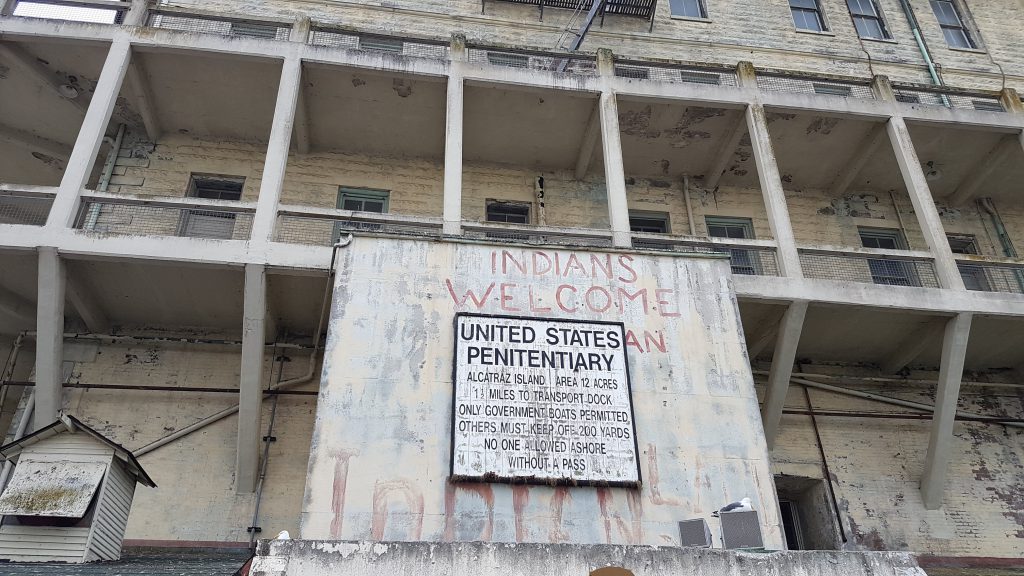 INDIANS
WELCOME
AN
UNITED STATES
PENITENTIARY
ALCATRAZ ISLAND AREA 12 ACRES
1½ MILES TO TRANSPORT DOCK
ONLY GOVERNMENT BOATS PERMITTED
OTHERS MUST KEEP OFF 200 YARDS
NO ONE ALLOWED ASHORE
WITHOUT A PASS